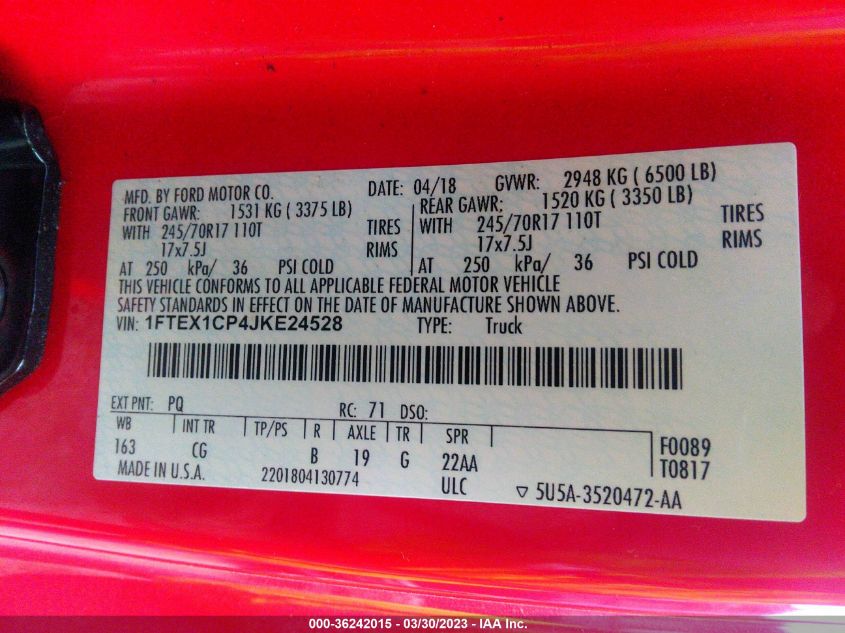 MFD. BY FORD MOTOR CO. DATE: 04/18 GVWR: 2948 KG ( 6500 LB)
FRONT GAWR: 1531 KG ( 3375 LB) REAR GAWR; 1520 KG ( 3350 LB)
WITH 245/70R17 110T TIRES WITH 245/70R17 110T TIRES
17x7.5J RIMS 17x7.5J RIMS
AT 250 kPa/ 36 PSI COLD AT 250 kPa/ 36 PSI COLD
THIS VEHICLE CONFORMS TO ALL APPLICABLE FEDERAL MOTOR VEHICLE
SAFETY STANDARDS IN EFFECT ON THE DATE OF MANUFACTURE SHOWN ABOVE.
VIN: 1FTEX1CP4JKE24528 TYPE: Truck
EXT PNT: PQ RC: 71 DSO:
WB INT TR TP/PS R AXLE TR SPR F0089
163 CG B 19 G 22AA T0817
MADE IN U.S.A. 2201804130774 ULC ▽ 5U5A-3520472-AA
000-36242015 - 03/30/2023 - IAA Inc.